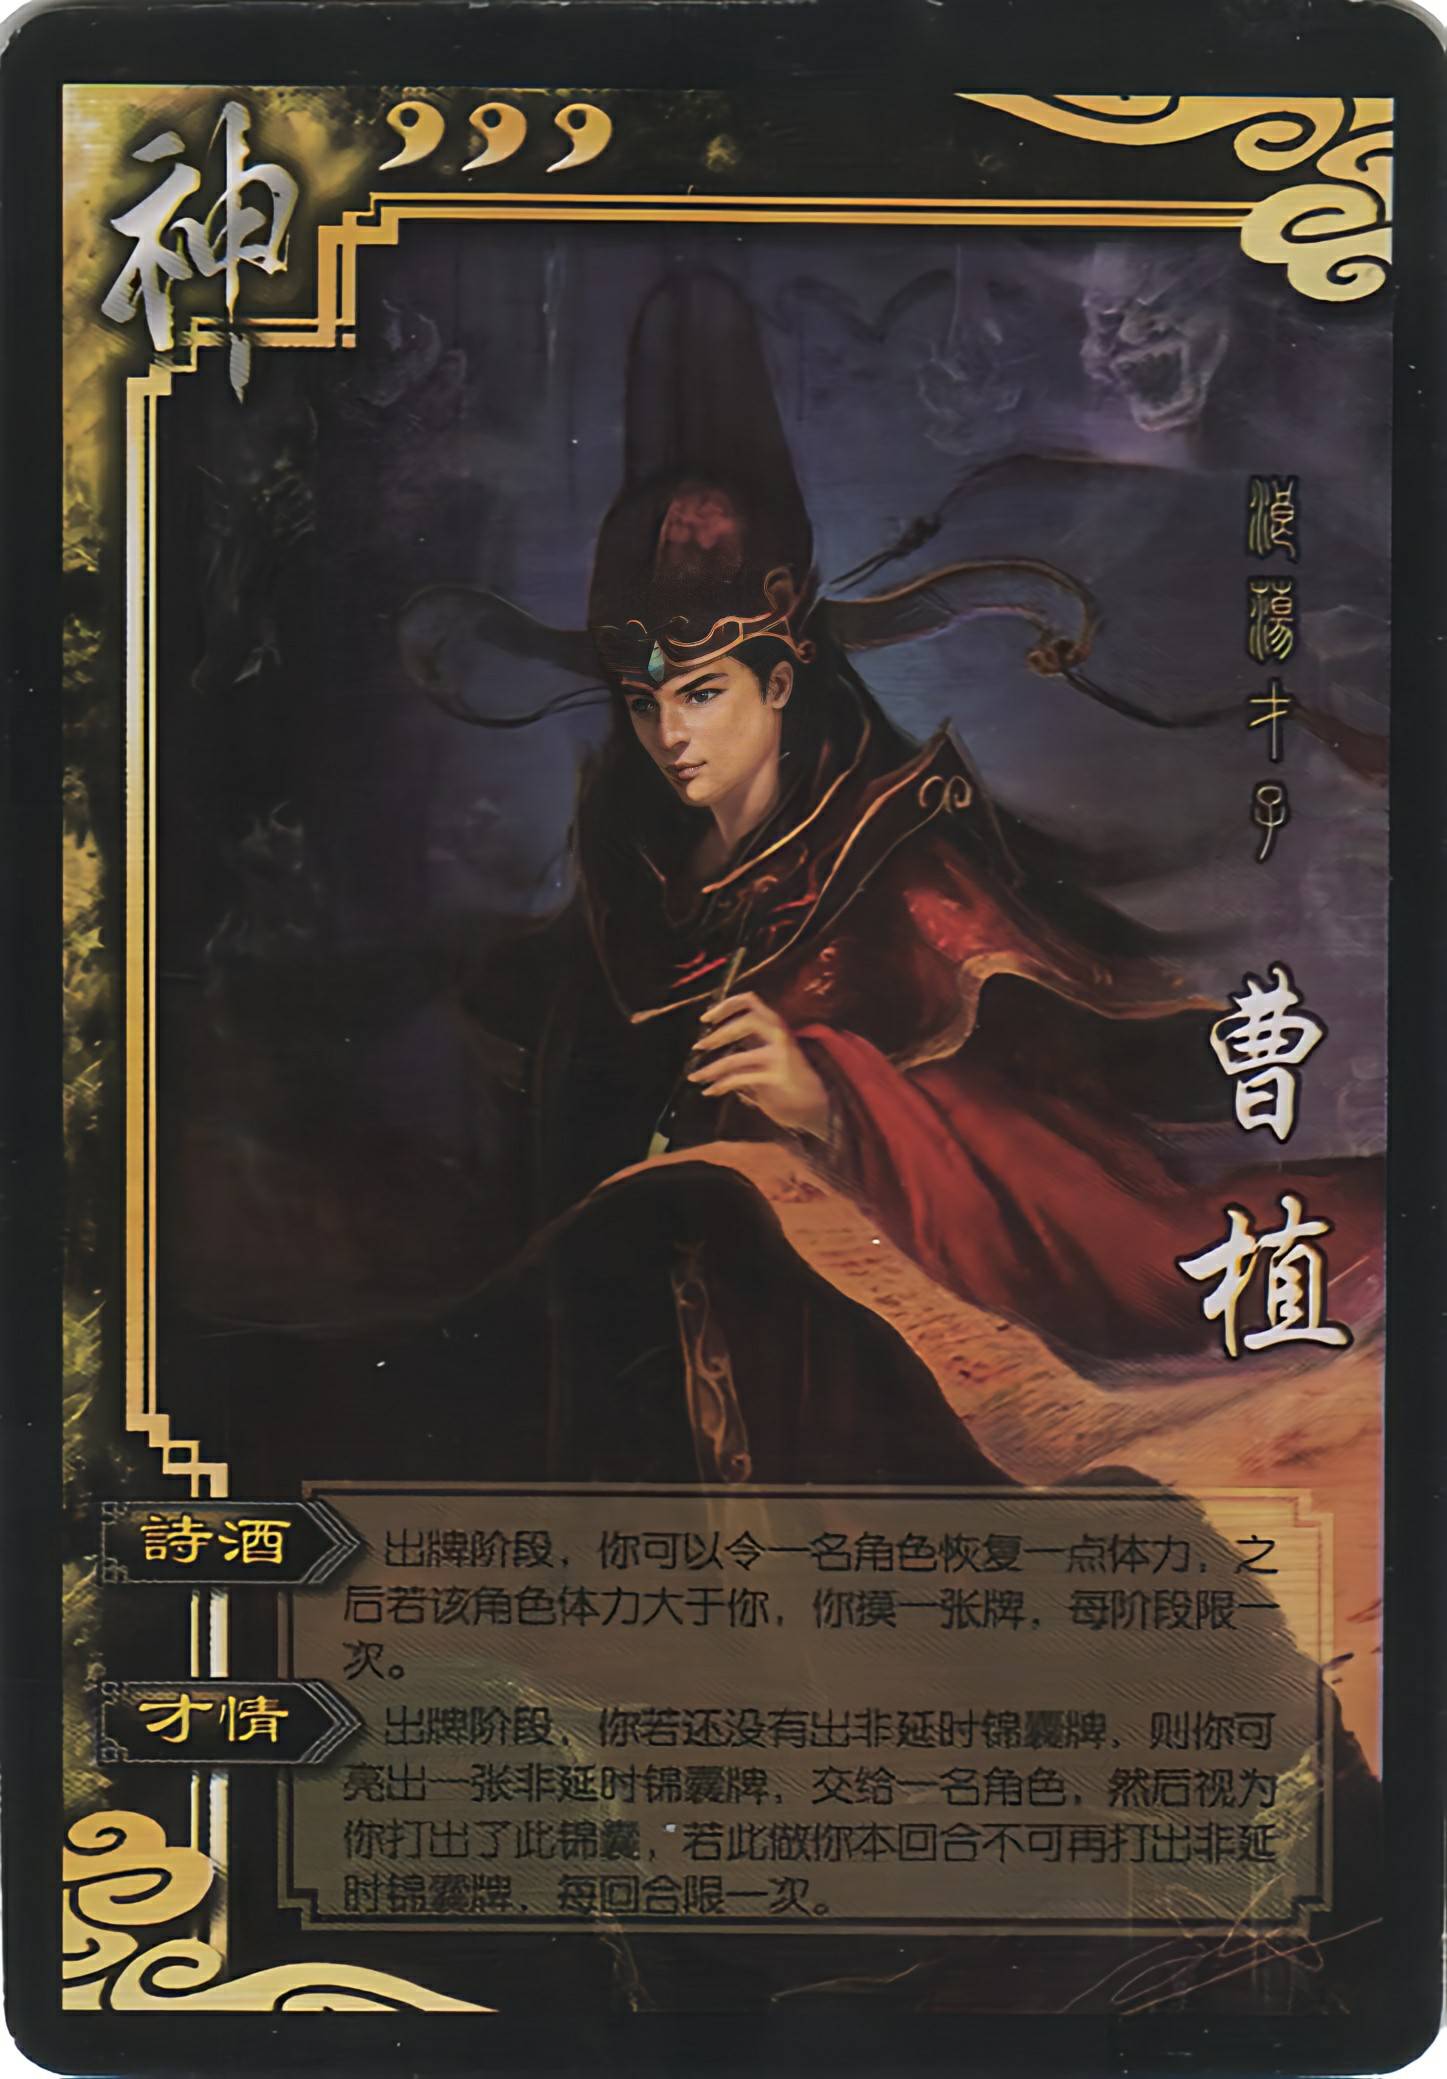 神
浪蕩才子
曹植
詩酒
出牌阶段，你可以令一名角色恢复一点体力，之
后若该角色体力大于你，你摸一张牌，每阶段限一
次。
才情
出牌阶段，你若还没有出非延时锦囊牌，则你可
亮出一张非延时锦囊牌，交给一名角色，然后视为
你打出了此锦囊，若此做你本回合不可再打出非延
时锦囊牌，每回合限一次。